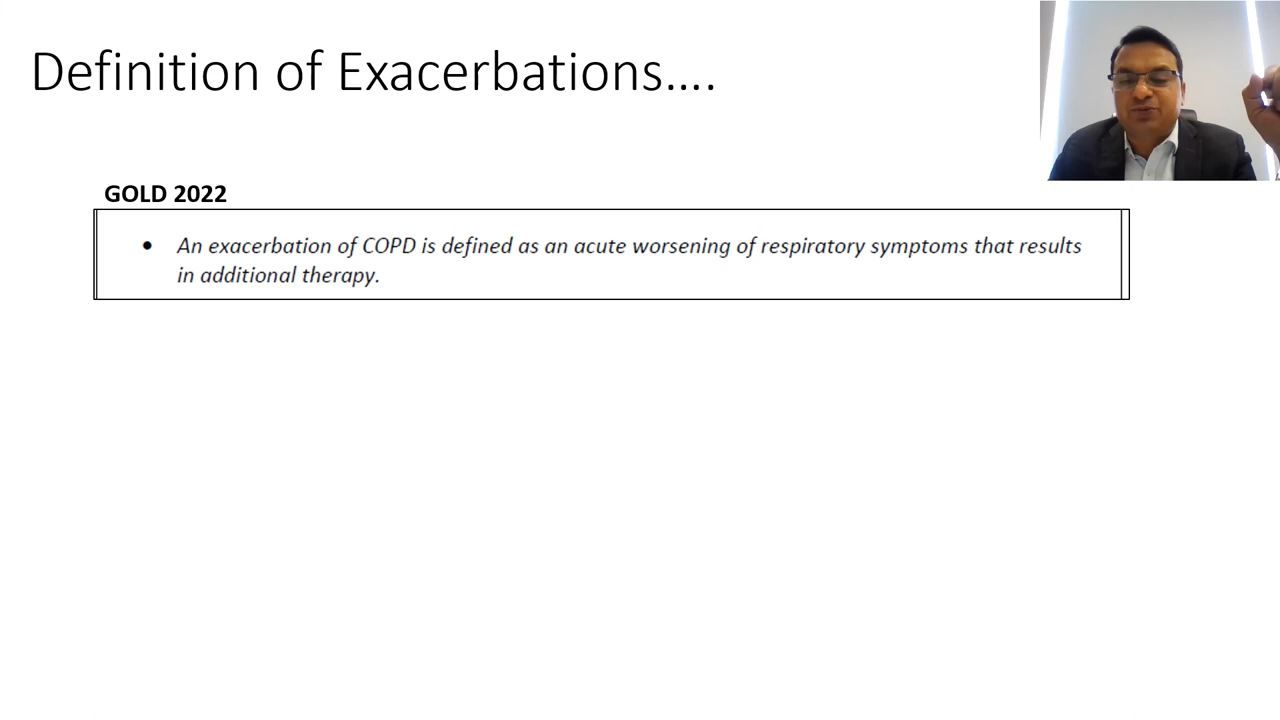 Definition of Exacerbations....
GOLD 2022
• An exacerbation of COPD is defined as an acute worsening of respiratory symptoms that results
in additional therapy.